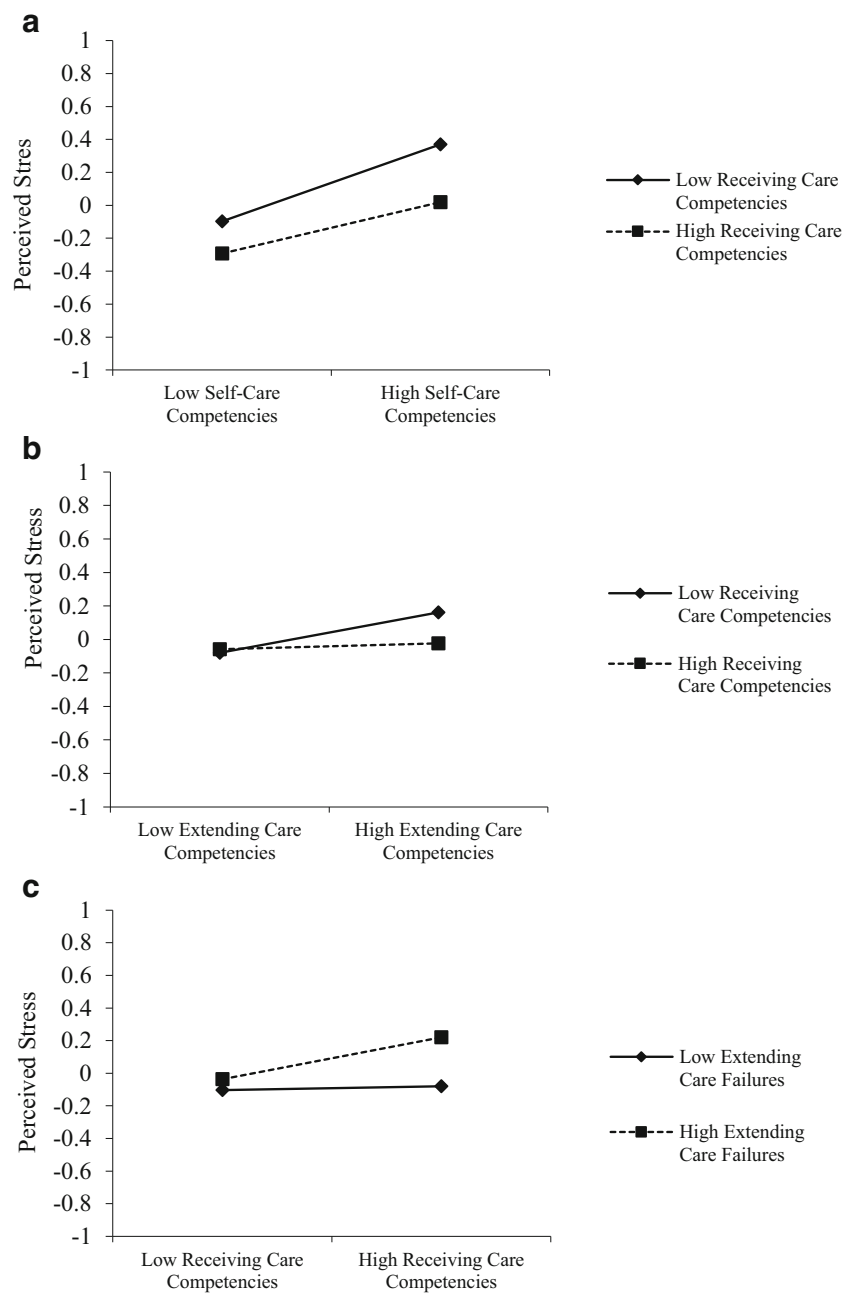 a
1
0.8
0.6
0.4
0.2
0
-0.2
-0.4
-0.6
-0.8
-1
Perceived Stres
Low Self-Care
Competencies
High Self-Care
Competencies
Low Receiving Care
Competencies
High Receiving Care
Competencies
b
1
0.8
0.6
0.4
0.2
0
-0.2
-0.4
-0.6
-0.8
-1
Perceived Stress
Low Extending Care
Competencies
High Extending Care
Competencies
Low Receiving
Care Competencies
High Receiving
Care Competencies
c
1
0.8
0.6
0.4
0.2
0
-0.2
-0.4
-0.6
-0.8
-1
Perceived Stress
Low Receiving Care
Competencies
High Receiving Care
Competencies
Low Extending
Care Failures
High Extending
Care Failures